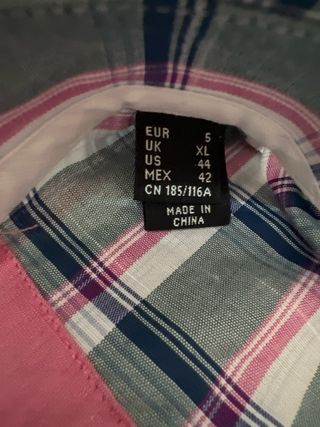 EUR 5
UK XL
US 44
MEX 42
CN 185/116A
MADE IN
CHINA